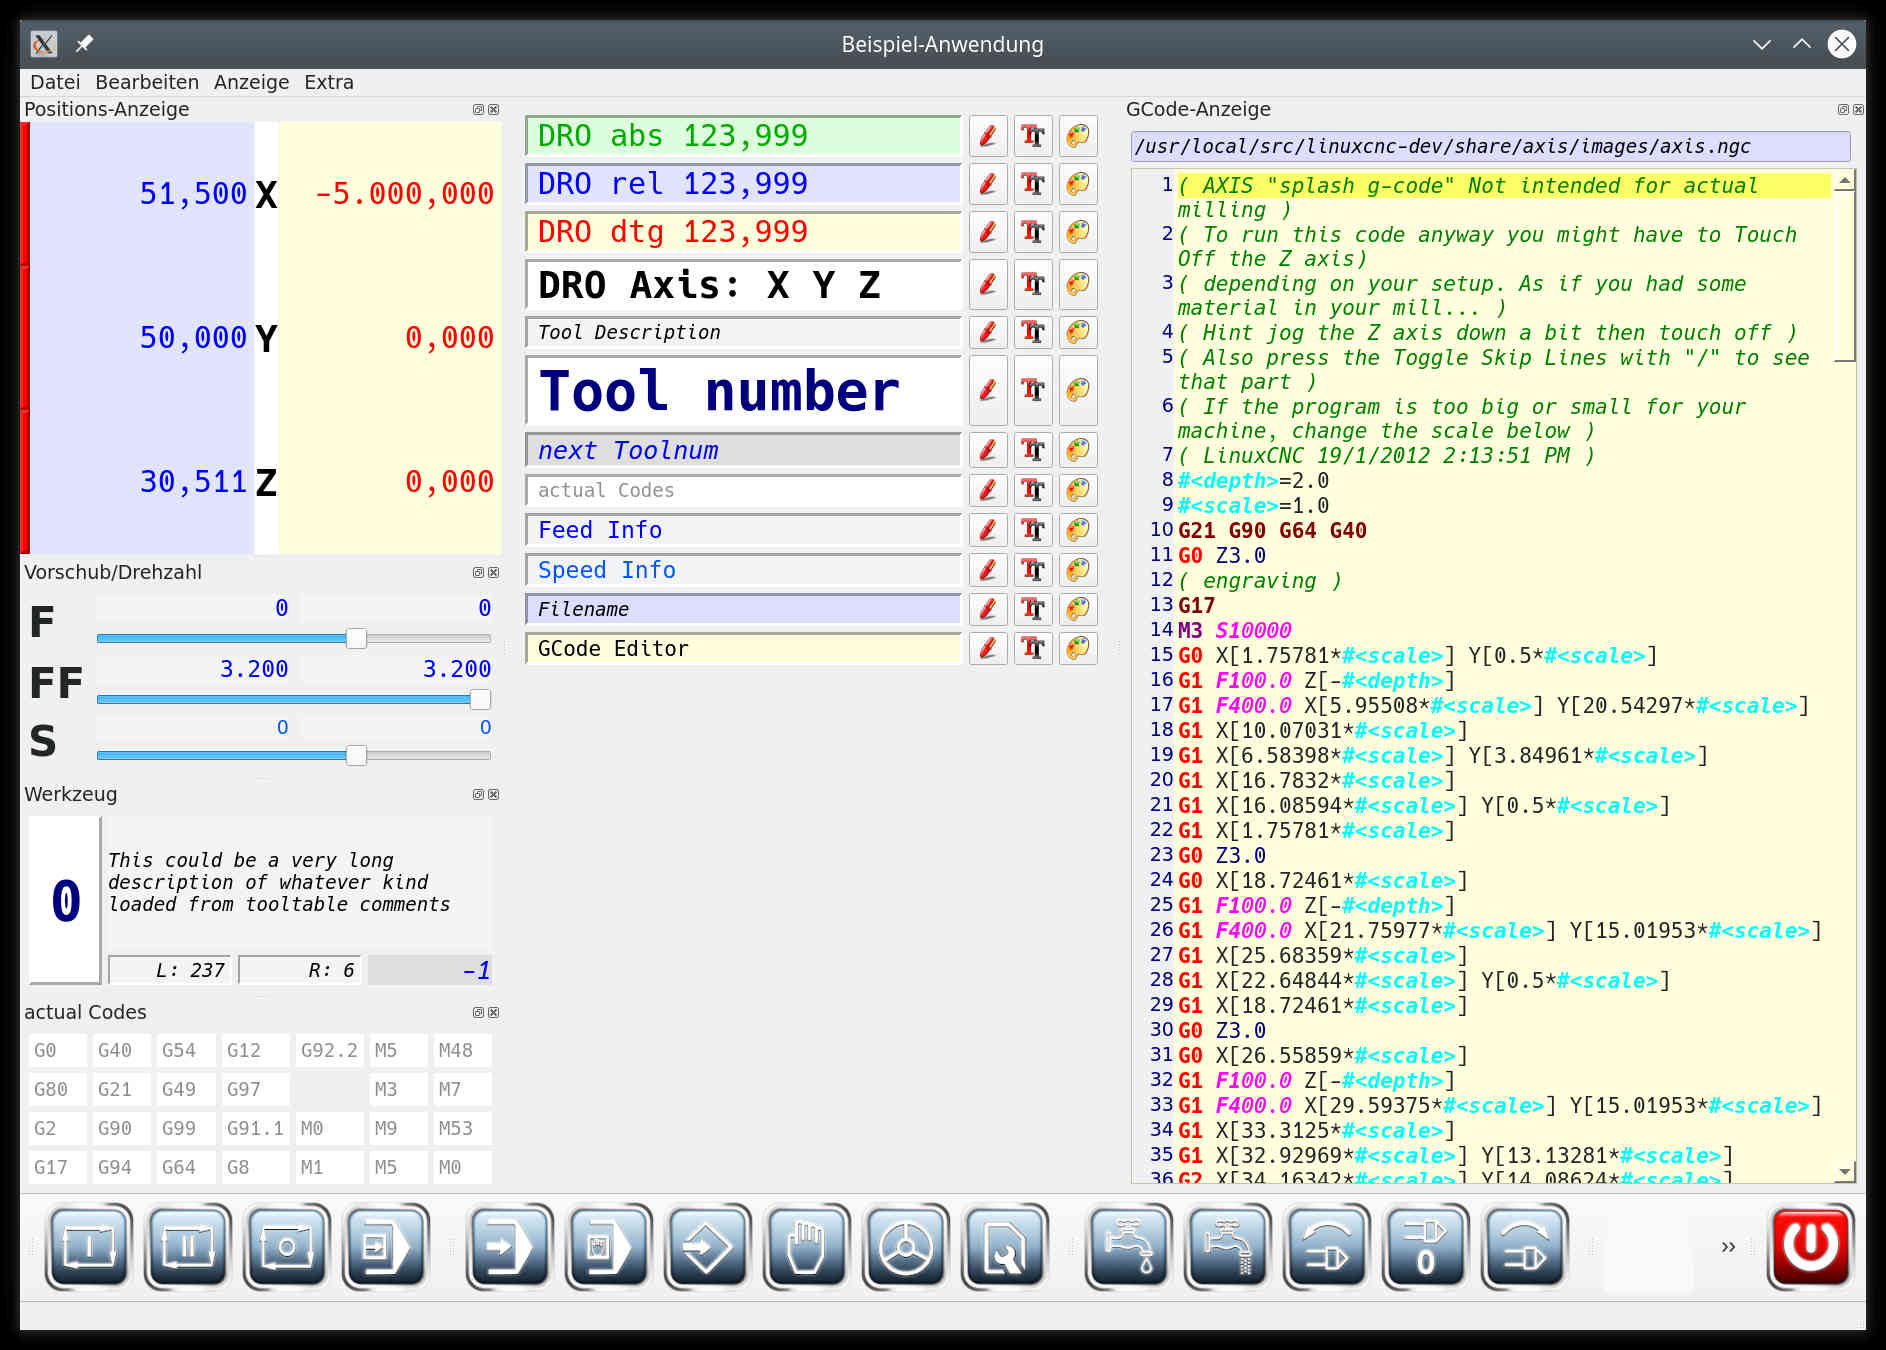 Beispiel-Anwendung
Datei Bearbeiten Anzeige Extra
Positions-Anzeige
51,500 X -5.000,000
50,000 Y 0,000
30,511 Z 0,000
Vorschub/Drehzahl
F 0 0
FF 3.200 3.200
S 0 0
Werkzeug
0
This could be a very long
description of whatever kind
loaded from tooltable comments
L: 237 R: 6 -1
actual Codes
G0 G40 G54 G12 G92.2 M5 M48
G80 G21 G49 G97 M3 M7
G2 G90 G99 G91.1 M0 M9 M53
G17 G94 G64 G8 M1 M5 M0
DRO abs 123,999
DRO rel 123,999
DRO dtg 123,999
DRO Axis: X Y Z
Tool Description
Tool number
next Toolnum
actual Codes
Feed Info
Speed Info
Filename
GCode Editor
GCode-Anzeige
/usr/local/src/linuxcnc-dev/share/axis/images/axis.ngc
1 ( AXIS "splash g-code" Not intended for actual
milling )
2 ( To run this code anyway you might have to Touch
Off the Z axis)
3 ( depending on your setup. As if you had some
material in your mill... )
4 ( Hint jog the Z axis down a bit then touch off )
5 ( Also press the Toggle Skip Lines with "/" to see
that part )
6 ( If the program is too big or small for your
machine, change the scale below )
7 ( LinuxCNC 19/1/2012 2:13:51 PM )
8 #<depth>=2.0
9 #<scale>=1.0
10 G21 G90 G64 G40
11 G0 Z3.0
12 ( engraving )
13 G17
14 M3 S10000
15 G0 X[1.75781*#<scale>] Y[0.5*#<scale>]
16 G1 F100.0 Z[-#<depth>]
17 G1 F400.0 X[5.95508*#<scale>] Y[20.54297*#<scale>]
18 G1 X[10.07031*#<scale>]
19 G1 X[6.58398*#<scale>] Y[3.84961*#<scale>]
20 G1 X[16.7832*#<scale>]
21 G1 X[16.08594*#<scale>] Y[0.5*#<scale>]
22 G1 X[1.75781*#<scale>]
23 G0 Z3.0
24 G0 X[18.72461*#<scale>]
25 G1 F100.0 Z[-#<depth>]
26 G1 F400.0 X[21.75977*#<scale>] Y[15.01953*#<scale>]
27 G1 X[25.68359*#<scale>]
28 G1 X[22.64844*#<scale>] Y[0.5*#<scale>]
29 G1 X[18.72461*#<scale>]
30 G0 Z3.0
31 G0 X[26.55859*#<scale>]
32 G1 F100.0 Z[-#<depth>]
33 G1 F400.0 X[29.59375*#<scale>] Y[15.01953*#<scale>]
34 G1 X[33.3125*#<scale>]
35 G1 X[32.92969*#<scale>] Y[13.13281*#<scale>]
36 G2 X[34.16342*#<scale>] Y[14.08624*#<scale>]
0